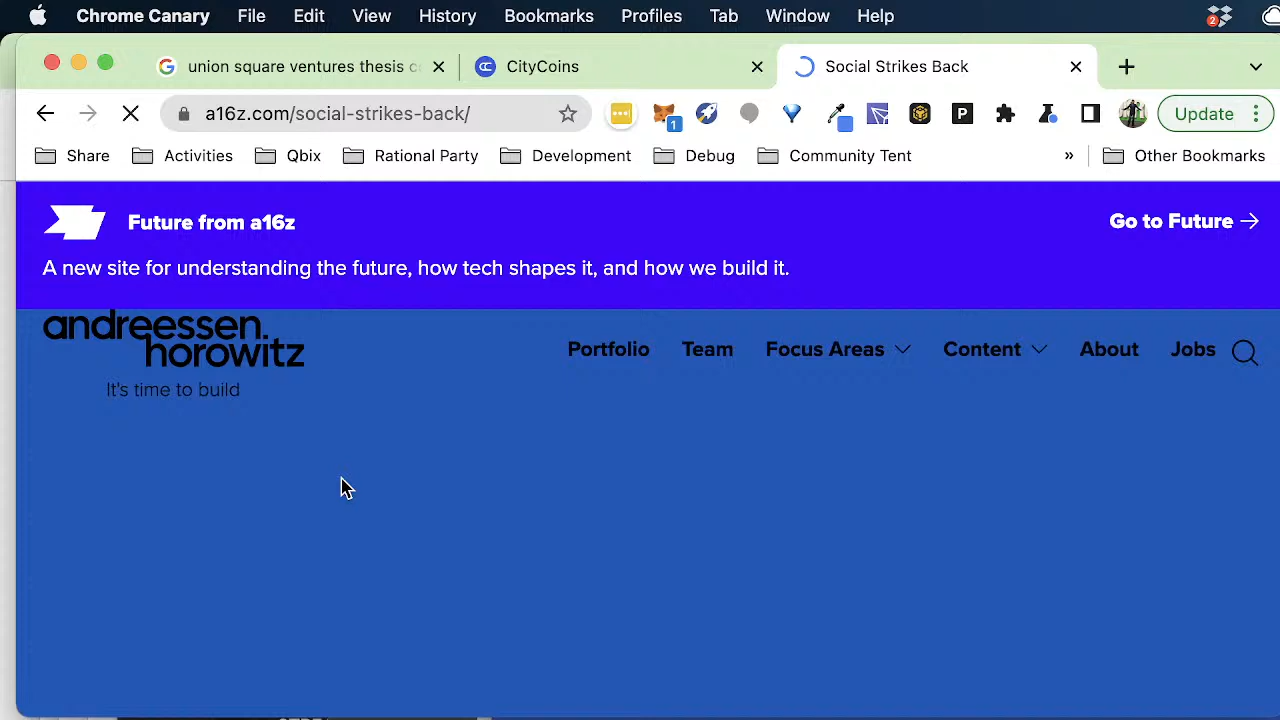 Chrome Canary File Edit View History Bookmarks Profiles Tab Window Help 2
union square ventures thesis c CityCoins Social Strikes Back
a16z.com/social-strikes-back/ 1 P Update
Share Activities Qbix Rational Party Development Debug Community Tent » Other Bookmarks
Future from a16z Go to Future →
A new site for understanding the future, how tech shapes it, and how we build it.
andreessen.
horowitz
Portfolio Team Focus Areas Content About Jobs
It's time to build